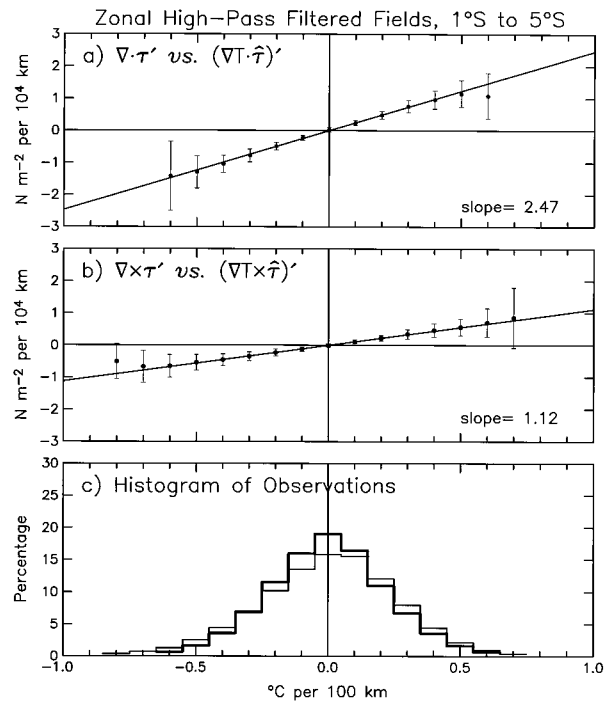 Zonal High-Pass Filtered Fields, 1°S to 5°S
a) ∇·τ′ vs. (∇T·τ̂)′
N m⁻² per 10⁴ km
3
2
1
0
−1
−2
−3
slope= 2.47
b) ∇×τ′ vs. (∇T×τ̂)′
N m⁻² per 10⁴ km
3
2
1
0
−1
−2
−3
slope= 1.12
c) Histogram of Observations
Percentage
30
25
20
15
10
5
0
−1.0 −0.5 0.0 0.5 1.0
°C per 100 km